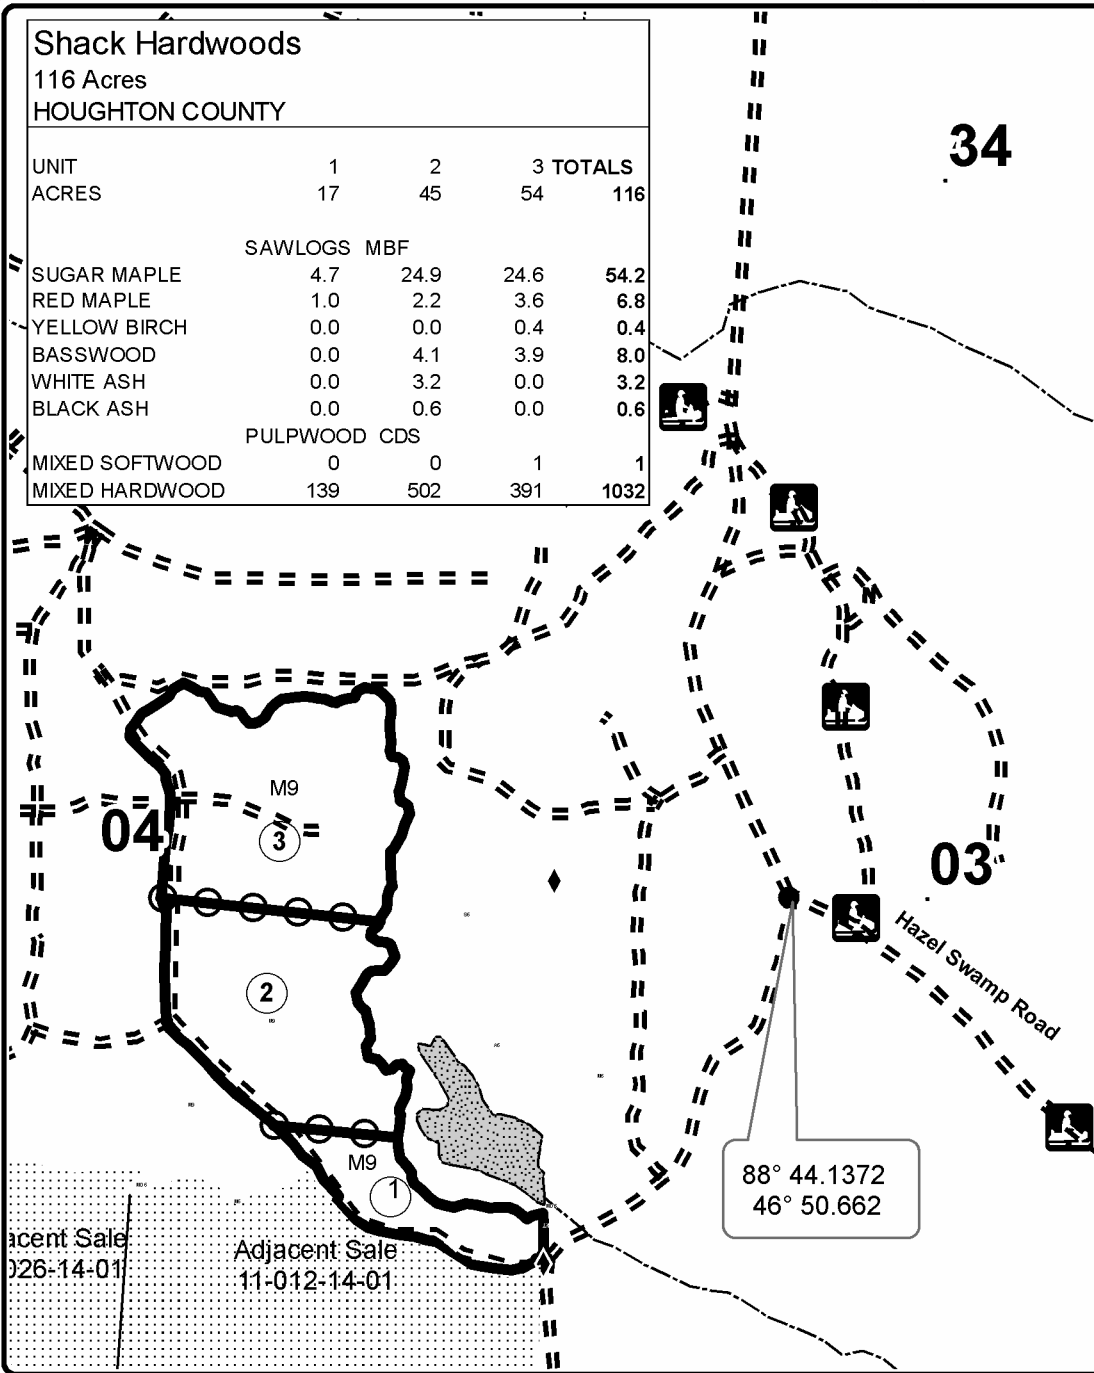 Shack Hardwoods
116 Acres
HOUGHTON COUNTY
UNIT 1 2 3 TOTALS
ACRES 17 45 54 116
SAWLOGS MBF
SUGAR MAPLE 4.7 24.9 24.6 54.2
RED MAPLE 1.0 2.2 3.6 6.8
YELLOW BIRCH 0.0 0.0 0.4 0.4
BASSWOOD 0.0 4.1 3.9 8.0
WHITE ASH 0.0 3.2 0.0 3.2
BLACK ASH 0.0 0.6 0.0 0.6
PULPWOOD CDS
MIXED SOFTWOOD 0 0 1 1
MIXED HARDWOOD 139 502 391 1032
34
M9
04
3
03
Hazel Swamp Road
2
M9
1
88° 44.1372
46° 50.662
acent Sale
026-14-01
Adjacent Sale
11-012-14-01